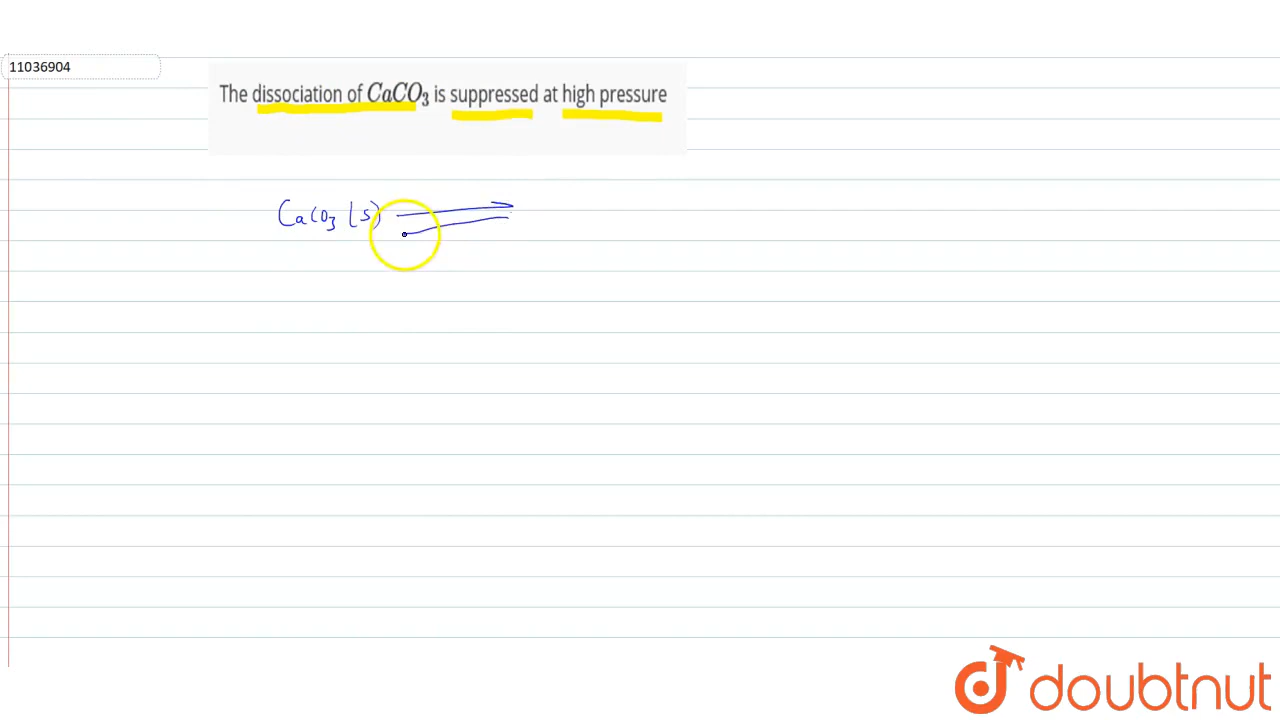 11036904
The dissociation of CaCO₃ is suppressed at high pressure
CaCO₃ (s)
doubtnut